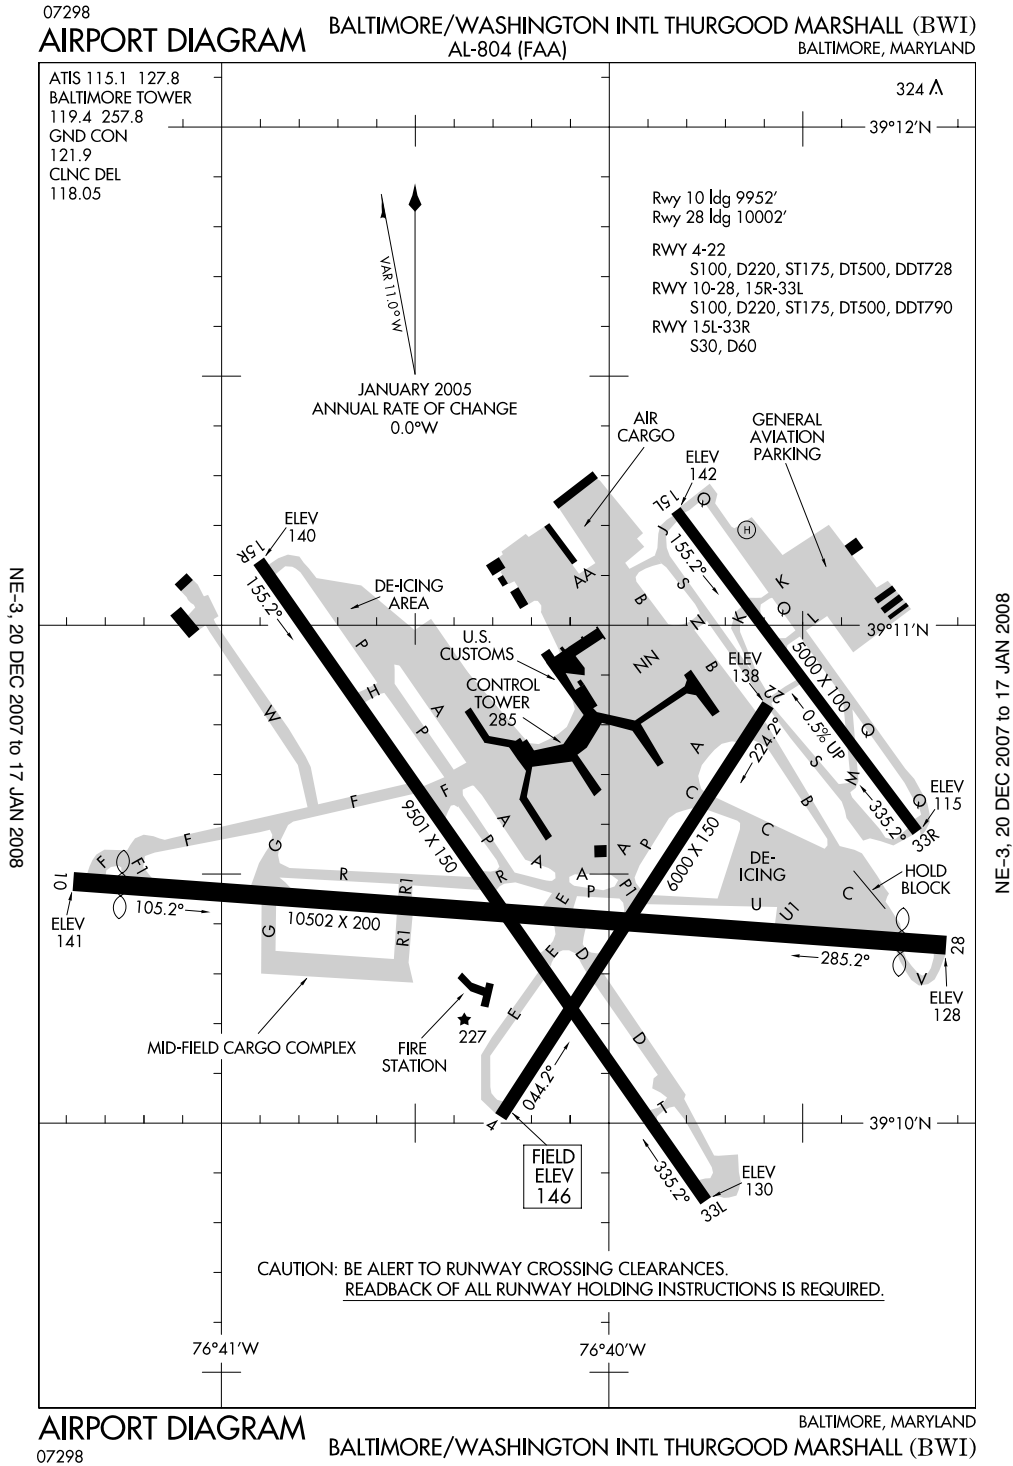 07298
AIRPORT DIAGRAM
BALTIMORE/WASHINGTON INTL THURGOOD MARSHALL (BWI)
AL-804 (FAA)
BALTIMORE, MARYLAND
ATIS 115.1 127.8
BALTIMORE TOWER
119.4 257.8
GND CON
121.9
CLNC DEL
118.05
324
39°12'N
Rwy 10 ldg 9952'
Rwy 28 ldg 10002'
RWY 4-22
S100, D220, ST175, DT500, DDT728
RWY 10-28, 15R-33L
S100, D220, ST175, DT500, DDT790
RWY 15L-33R
S30, D60
VAR 11.0°W
JANUARY 2005
ANNUAL RATE OF CHANGE
0.0°W
AIR
CARGO
GENERAL
AVIATION
PARKING
ELEV
142
15L
Q
J
155.2°
H
ELEV
140
15R
155.2°
DE-ICING
AREA
AA
B
S
K
Q
L
K
N
39°11'N
U.S.
CUSTOMS
NN
B
ELEV
138
22
5000 X 100
P
H
A
P
CONTROL
TOWER
285
224.2°
0.5% UP
W
A
S
M
Q
B
335.2°
Q
ELEV
115
33R
F
F
F
9501 X 150
6000 X 150
C
C
A
P
G
A
P
DE-
ICING
HOLD
BLOCK
F
F1
R
R1
R
A
A
P
P1
E
U
U1
C
10
105.2°
ELEV
141
10502 X 200
G
R1
285.2°
28
V
ELEV
128
E
D
E
D
MID-FIELD CARGO COMPLEX
FIRE
STATION
227
044.2°
4
T
39°10'N
FIELD
ELEV
146
335.2°
33L
ELEV
130
CAUTION: BE ALERT TO RUNWAY CROSSING CLEARANCES.
READBACK OF ALL RUNWAY HOLDING INSTRUCTIONS IS REQUIRED.
76°41'W
76°40'W
NE-3, 20 DEC 2007 to 17 JAN 2008
NE-3, 20 DEC 2007 to 17 JAN 2008
AIRPORT DIAGRAM
07298
BALTIMORE, MARYLAND
BALTIMORE/WASHINGTON INTL THURGOOD MARSHALL (BWI)